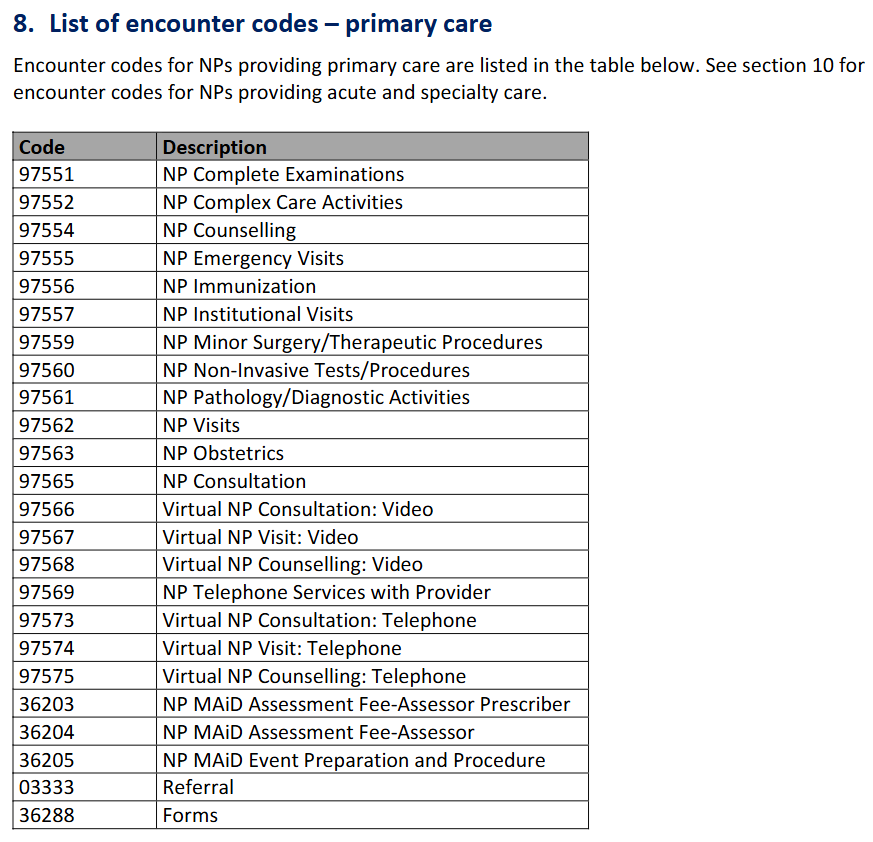 8. List of encounter codes – primary care
Encounter codes for NPs providing primary care are listed in the table below. See section 10 for
encounter codes for NPs providing acute and specialty care.
Code Description
97551 NP Complete Examinations
97552 NP Complex Care Activities
97554 NP Counselling
97555 NP Emergency Visits
97556 NP Immunization
97557 NP Institutional Visits
97559 NP Minor Surgery/Therapeutic Procedures
97560 NP Non-Invasive Tests/Procedures
97561 NP Pathology/Diagnostic Activities
97562 NP Visits
97563 NP Obstetrics
97565 NP Consultation
97566 Virtual NP Consultation: Video
97567 Virtual NP Visit: Video
97568 Virtual NP Counselling: Video
97569 NP Telephone Services with Provider
97573 Virtual NP Consultation: Telephone
97574 Virtual NP Visit: Telephone
97575 Virtual NP Counselling: Telephone
36203 NP MAiD Assessment Fee-Assessor Prescriber
36204 NP MAiD Assessment Fee-Assessor
36205 NP MAiD Event Preparation and Procedure
03333 Referral
36288 Forms